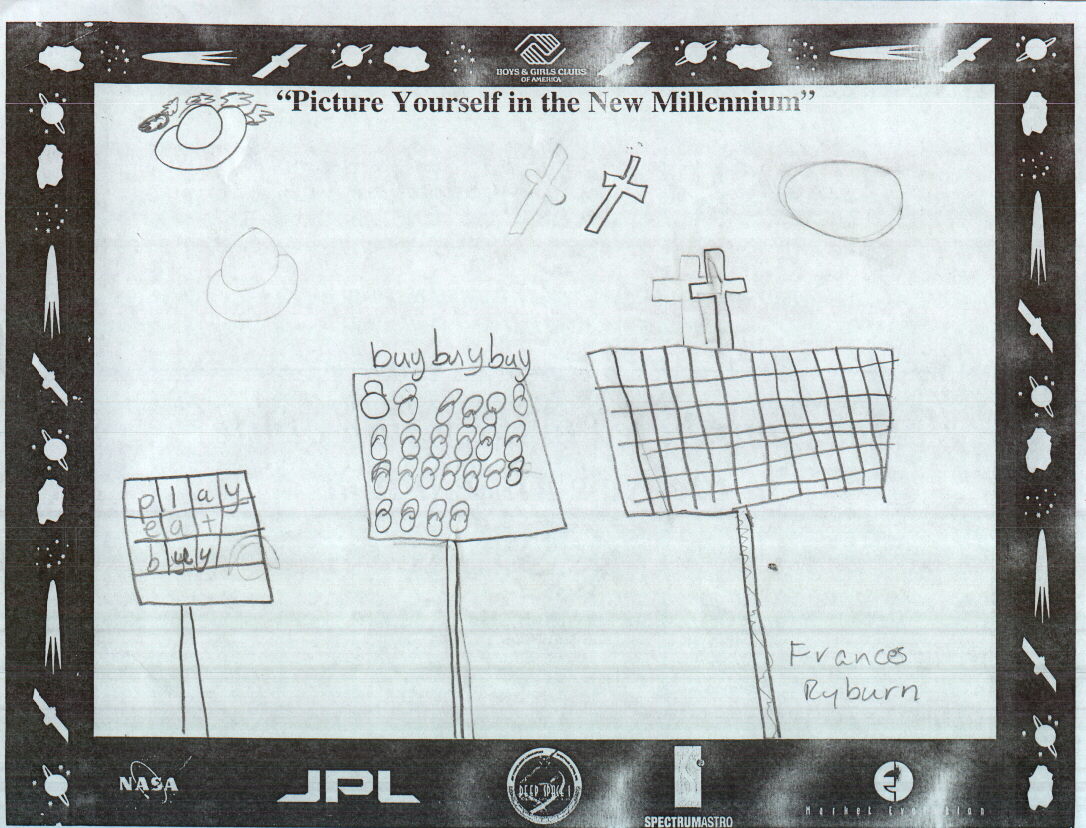 BOYS & GIRLS CLUBS
OF AMERICA
“Picture Yourself in the New Millennium”
buy buy buy
play
eat
buy
Frances
Ryburn
NASA
JPL
DEEP SPACE 1
SPECTRUMASTRO
Market Evolution